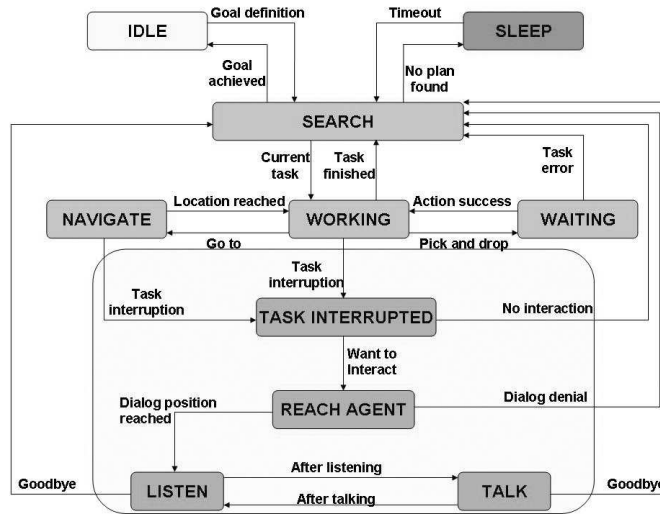 IDLE
Goal definition
Timeout
SLEEP
Goal
achieved
No plan
found
SEARCH
Current
task
Task
finished
Task
error
NAVIGATE
Location reached
WORKING
Action success
WAITING
Go to
Pick and drop
Task
interruption
Task
interruption
TASK INTERRUPTED
No interaction
Want to
Interact
Dialog position
reached
REACH AGENT
Dialog denial
Goodbye
LISTEN
After listening
After talking
TALK
Goodbye